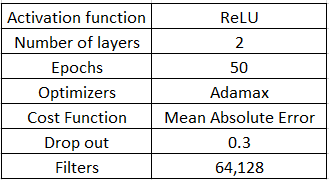 Activation function ReLU
Number of layers 2
Epochs 50
Optimizers Adamax
Cost Function Mean Absolute Error
Drop out 0.3
Filters 64,128